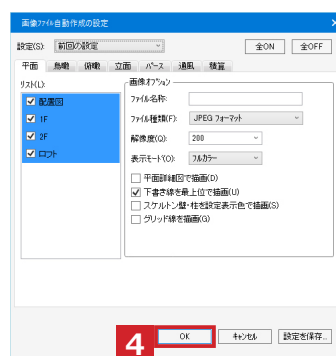 画像ファイル自動作成の設定
設定(S): 前回の設定 全ON 全OFF
平面 鳥瞰 俯瞰 立面 パース 通風 積算
リスト(L):
配置図
1F
2F
ロフト
画像オプション
ファイル名称:
ファイル種類(F): JPEG フォーマット
解像度(Q): 200
表示モード(O): フルカラー
平面詳細図で描画(D)
下書き線を最上位で描画(U)
スケルトン壁・柱を設定表示色で描画(S)
グリッド線を描画(G)
4
OK キャンセル 設定を保存...